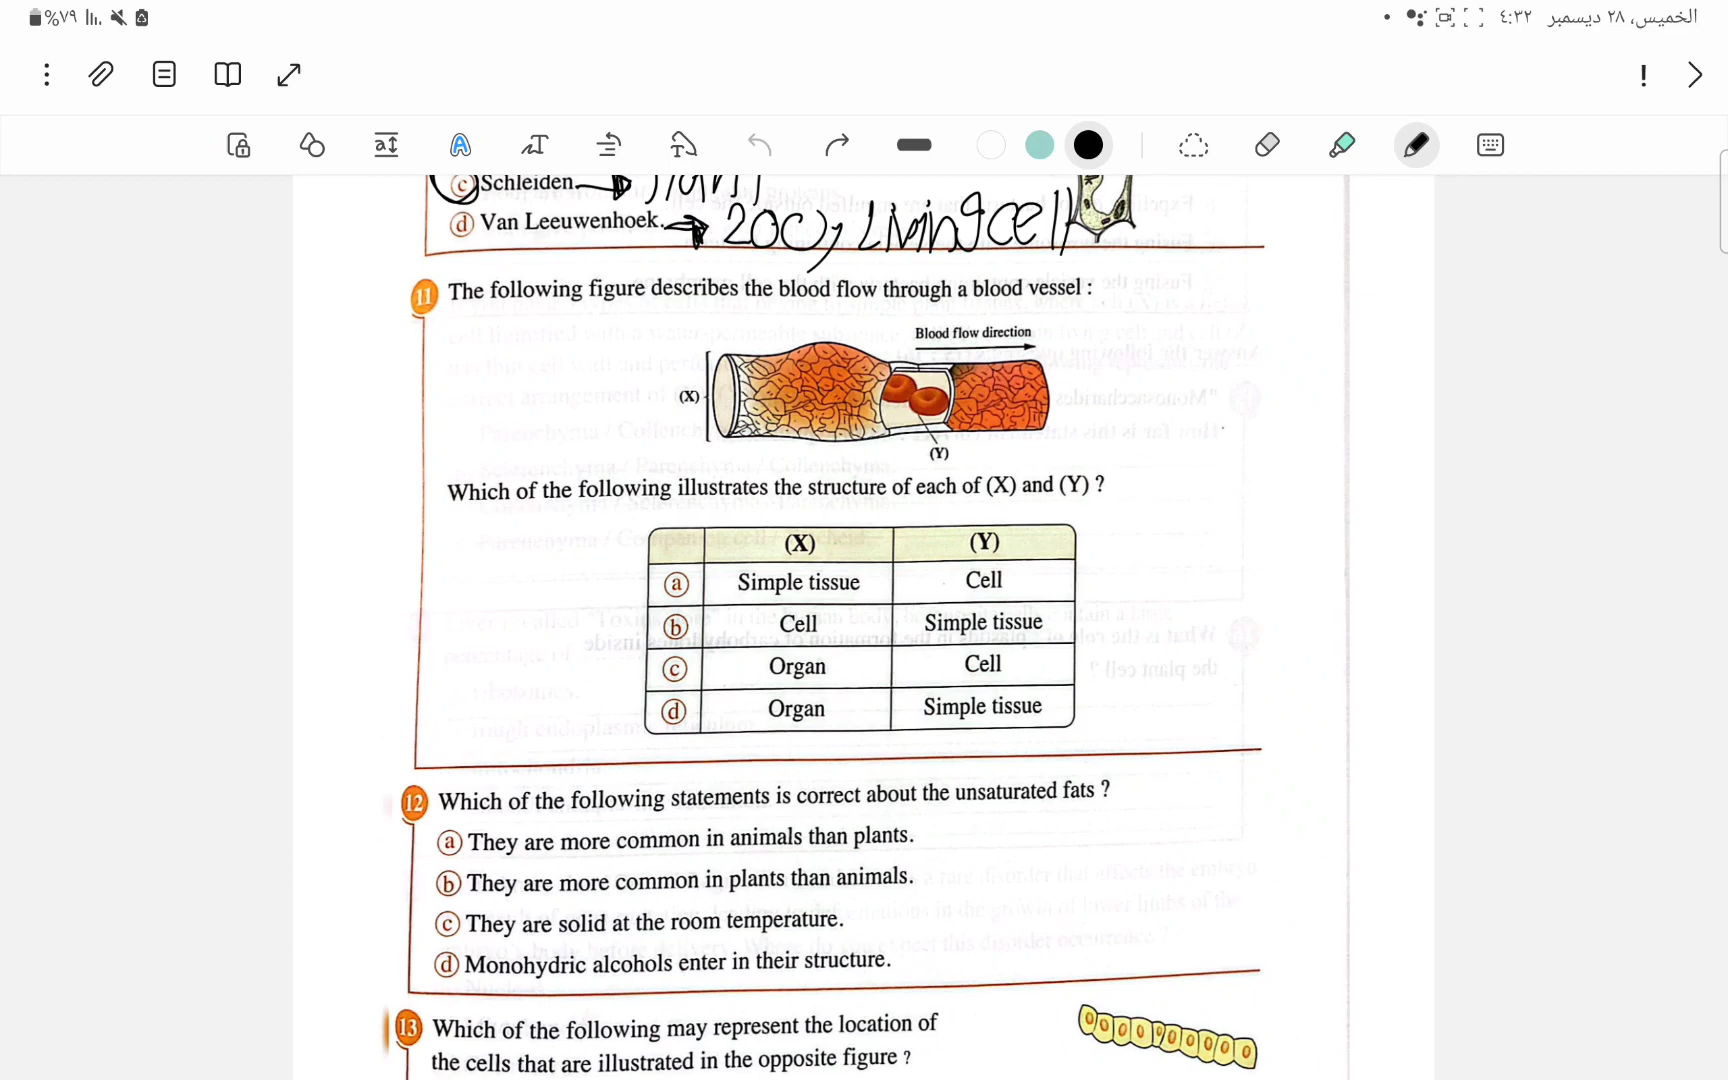 %٧٩
الخميس، ٢٨ ديسمبر ٤:٣٢
c Schleiden. → Plant
d Van Leeuwenhoek. → zoo, Living cell
11 The following figure describes the blood flow through a blood vessel :
Blood flow direction
(X)
(Y)
Which of the following illustrates the structure of each of (X) and (Y) ?
(X) (Y)
a Simple tissue Cell
b Cell Simple tissue
c Organ Cell
d Organ Simple tissue
12 Which of the following statements is correct about the unsaturated fats ?
a They are more common in animals than plants.
b They are more common in plants than animals.
c They are solid at the room temperature.
d Monohydric alcohols enter in their structure.
13 Which of the following may represent the location of
the cells that are illustrated in the opposite figure ?